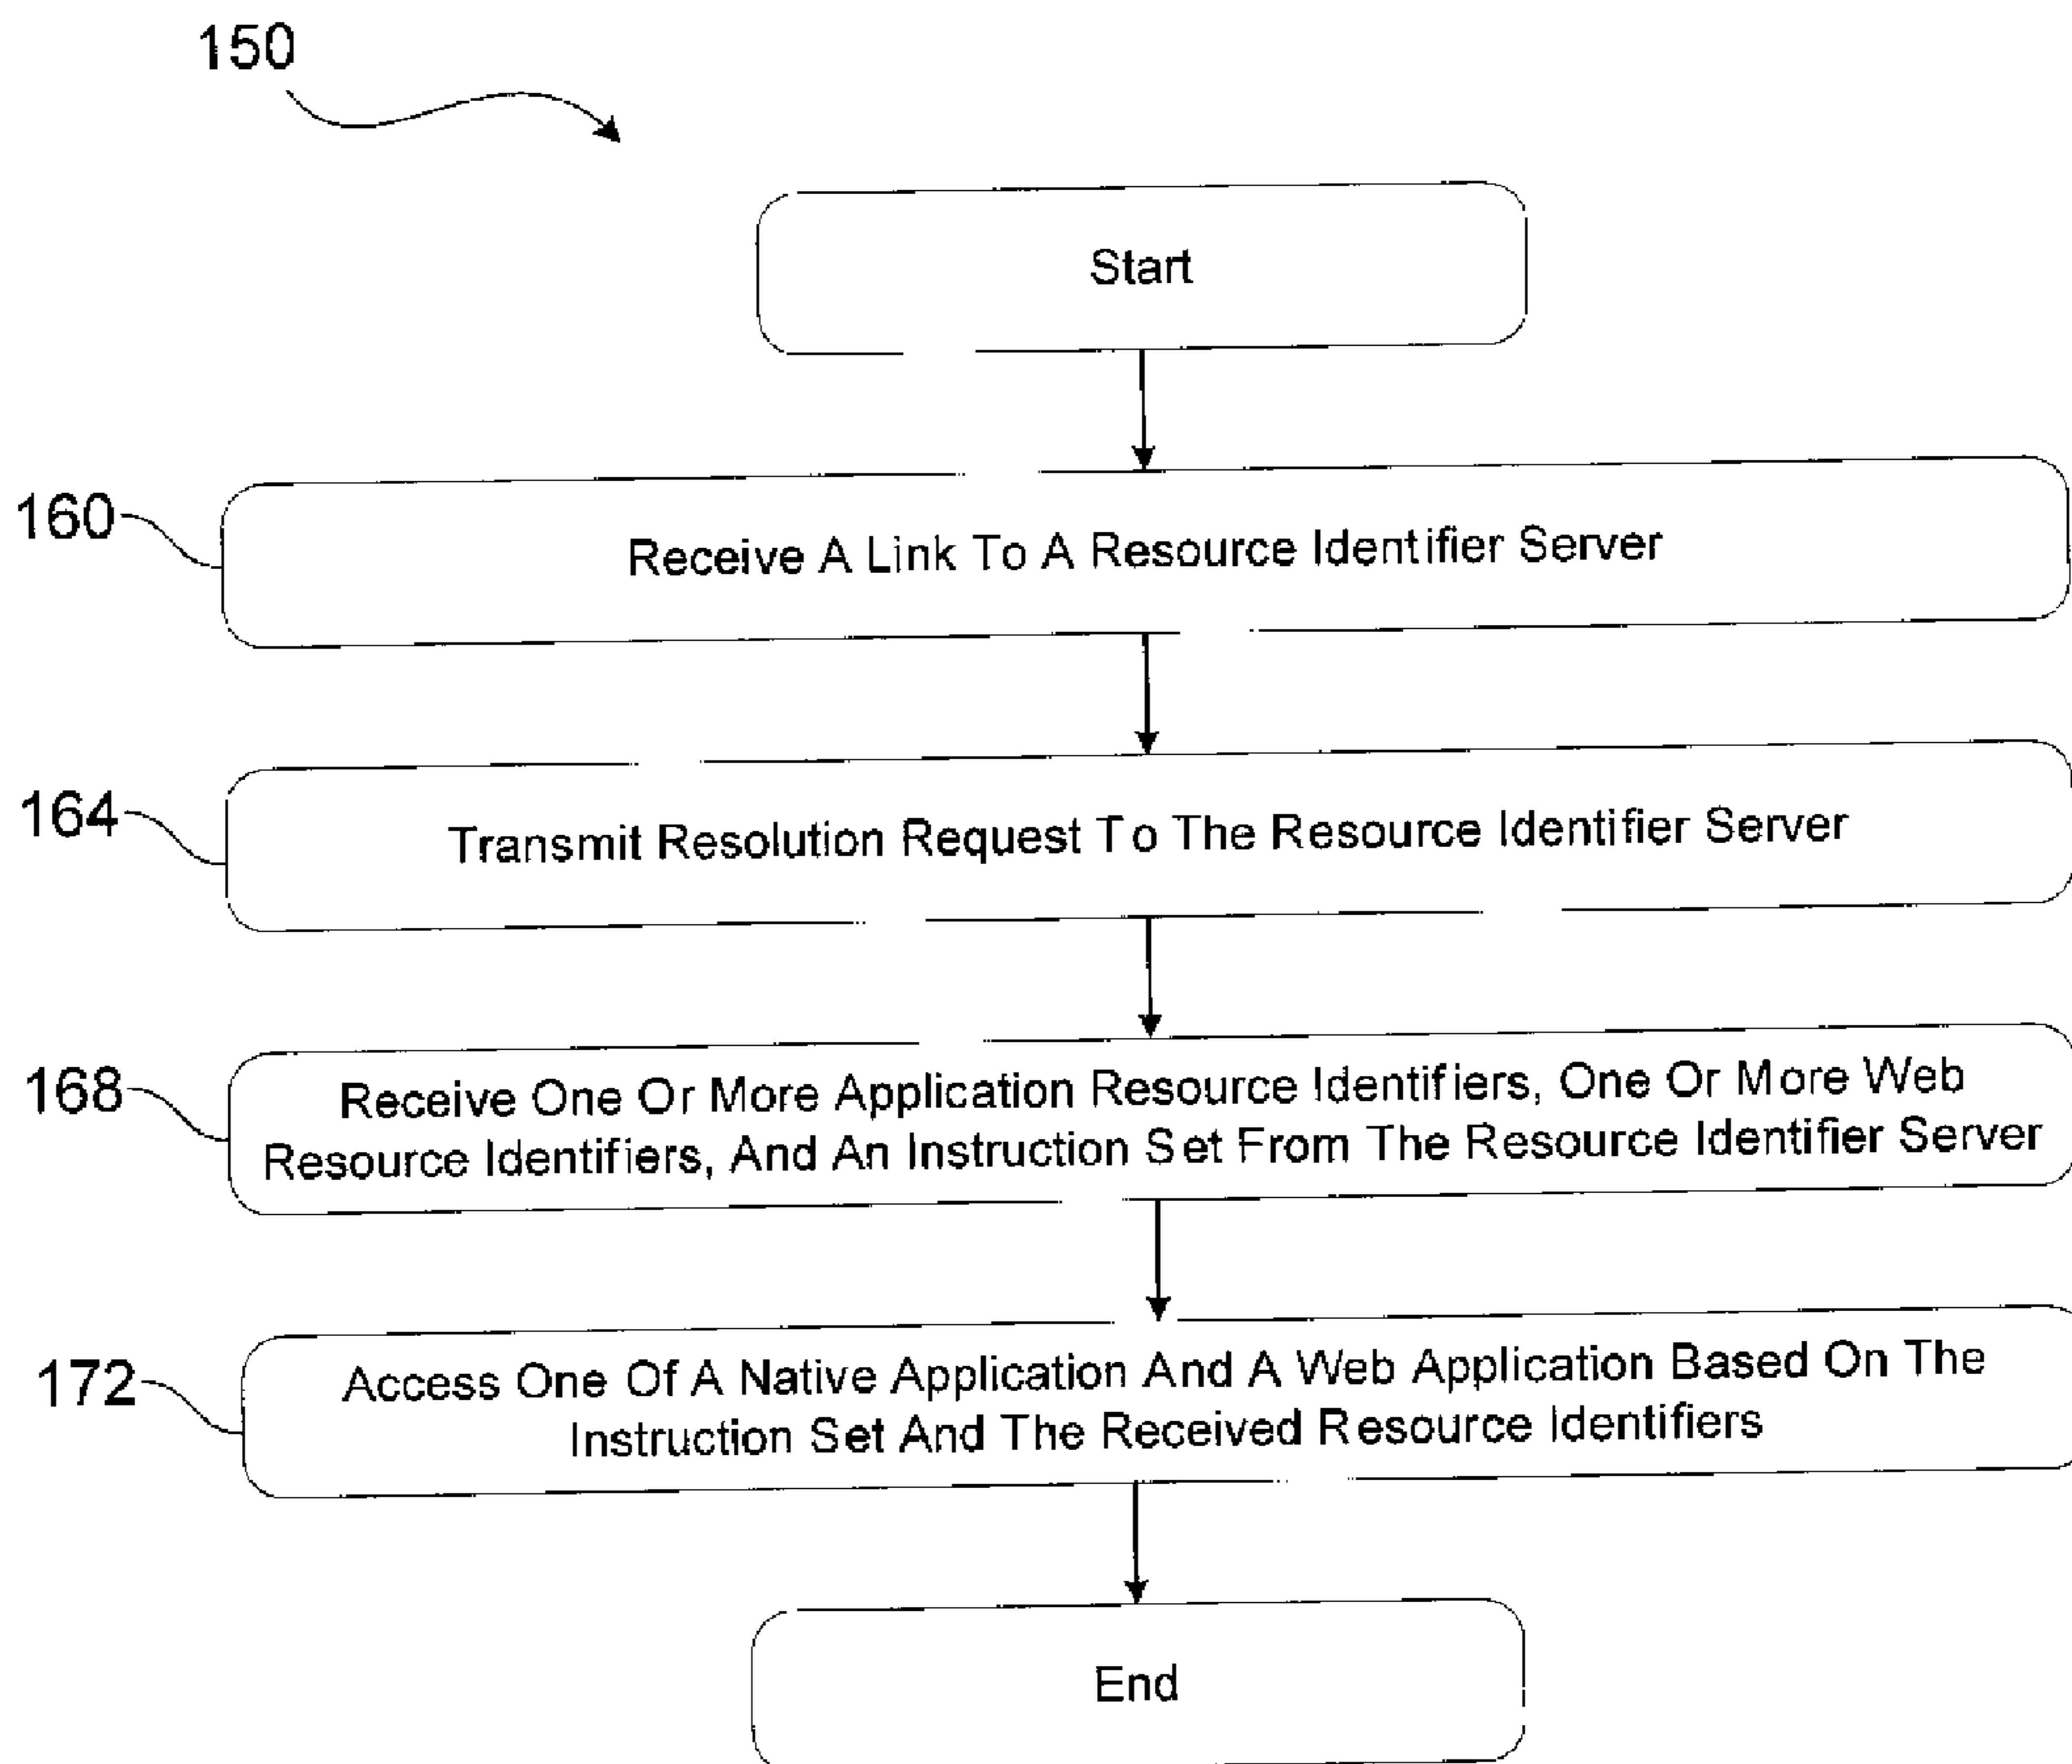 150
Start
160
Receive A Link To A Resource Identifier Server
164
Transmit Resolution Request To The Resource Identifier Server
168
Receive One Or More Application Resource Identifiers, One Or More Web
Resource Identifiers, And An Instruction Set From The Resource Identifier Server
172
Access One Of A Native Application And A Web Application Based On The
Instruction Set And The Received Resource Identifiers
End